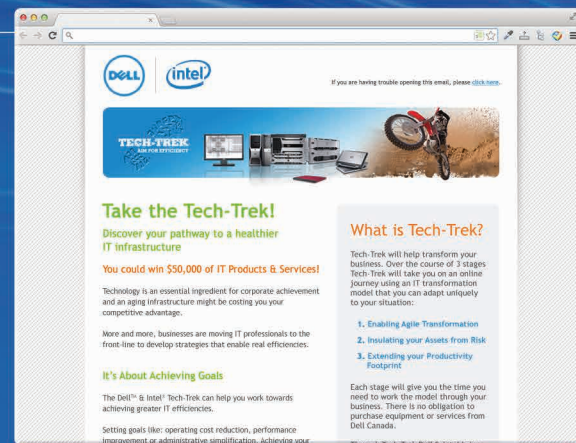 DELL
intel
If you are having trouble opening this email, please click here.
TECH-TREK
AIM FOR EFFICIENCY
Take the Tech-Trek!
Discover your pathway to a healthier
IT infrastructure
You could win $50,000 of IT Products & Services!
Technology is an essential ingredient for corporate achievement
and an aging infrastructure might be costing you your
competitive advantage.
More and more, businesses are moving IT professionals to the
front-line to develop strategies that enable real efficiencies.
It's About Achieving Goals
The Dell™ & Intel® Tech-Trek can help you work towards
achieving greater IT efficiencies.
Setting goals like: operating cost reduction, performance
improvement or administrative simplification. Achieving your
What is Tech-Trek?
Tech-Trek will help transform your
business. Over the course of 3 stages
Tech-Trek will take you on an online
journey using an IT transformation
model that you can adapt uniquely
to your situation:
1. Enabling Agile Transformation
2. Insulating your Assets from Risk
3. Extending your Productivity
Footprint
Each stage will give you the time you
need to work the model through your
business. There is no obligation to
purchase equipment or services from
Dell Canada.